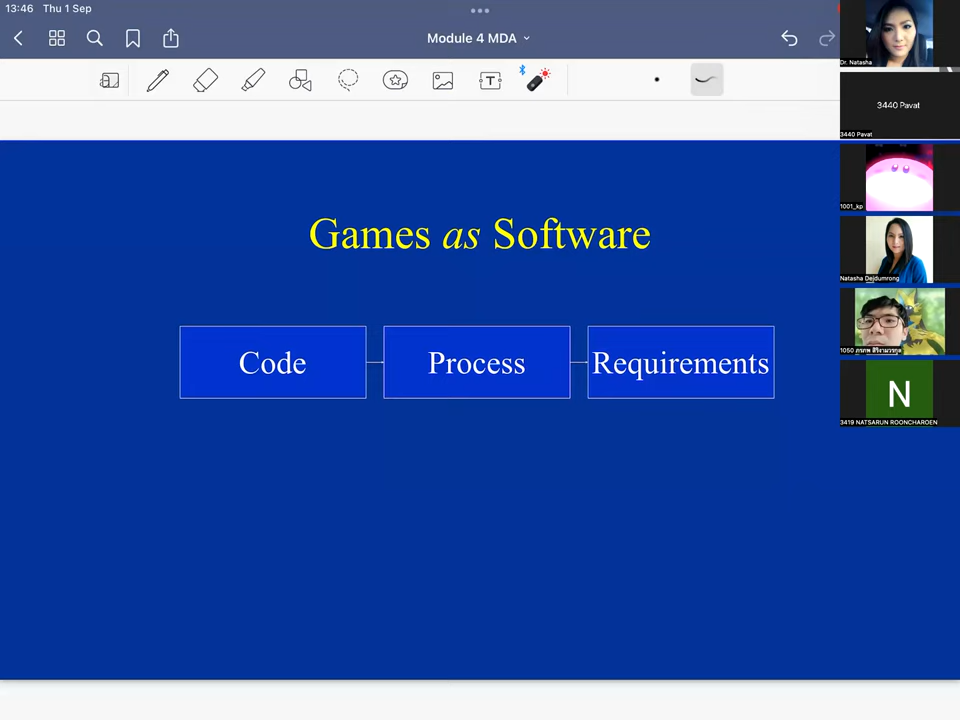 13:46 Thu 1 Sep
Module 4 MDA
Games as Software
Code
Process
Requirements
Dr. Natasha
3440 Pavat
3440 Pavat
1001_kp
Natasha Dejdumrong
N
3419 NATSARUN ROONCHAROEN